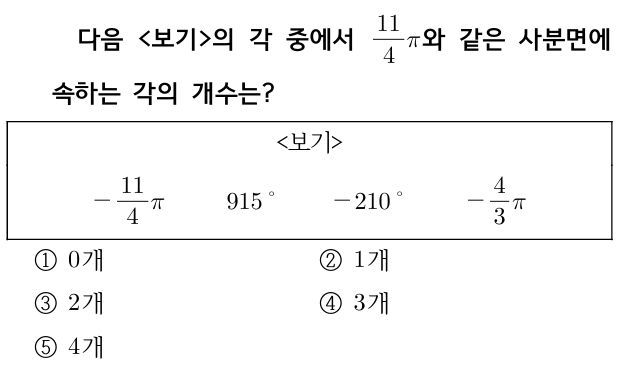 다음 <보기>의 각 중에서 $\frac{11}{4}\pi$와 같은 사분면에
속하는 각의 개수는?
<보기>
$-\frac{11}{4}\pi$ $915^\circ$ $-210^\circ$ $-\frac{4}{3}\pi$
① 0개 ② 1개
③ 2개 ④ 3개
⑤ 4개